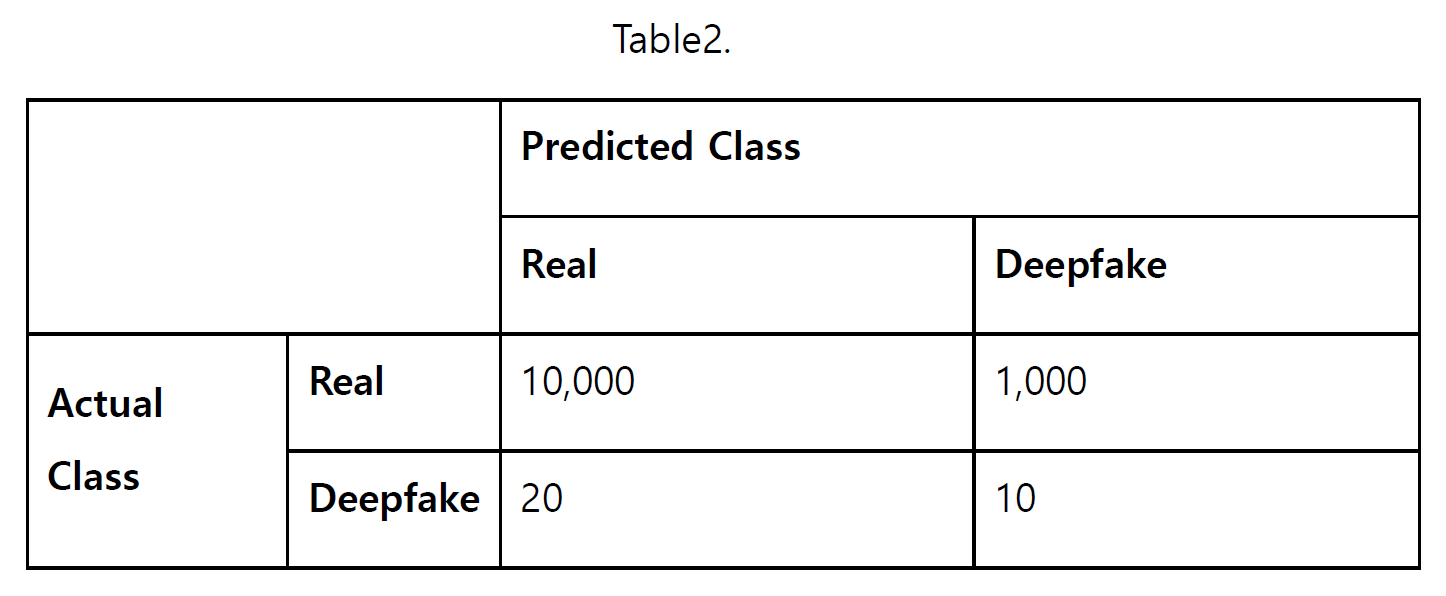 Table2.
Predicted Class
Real Deepfake
Actual
Class
Real 10,000 1,000
Deepfake 20 10